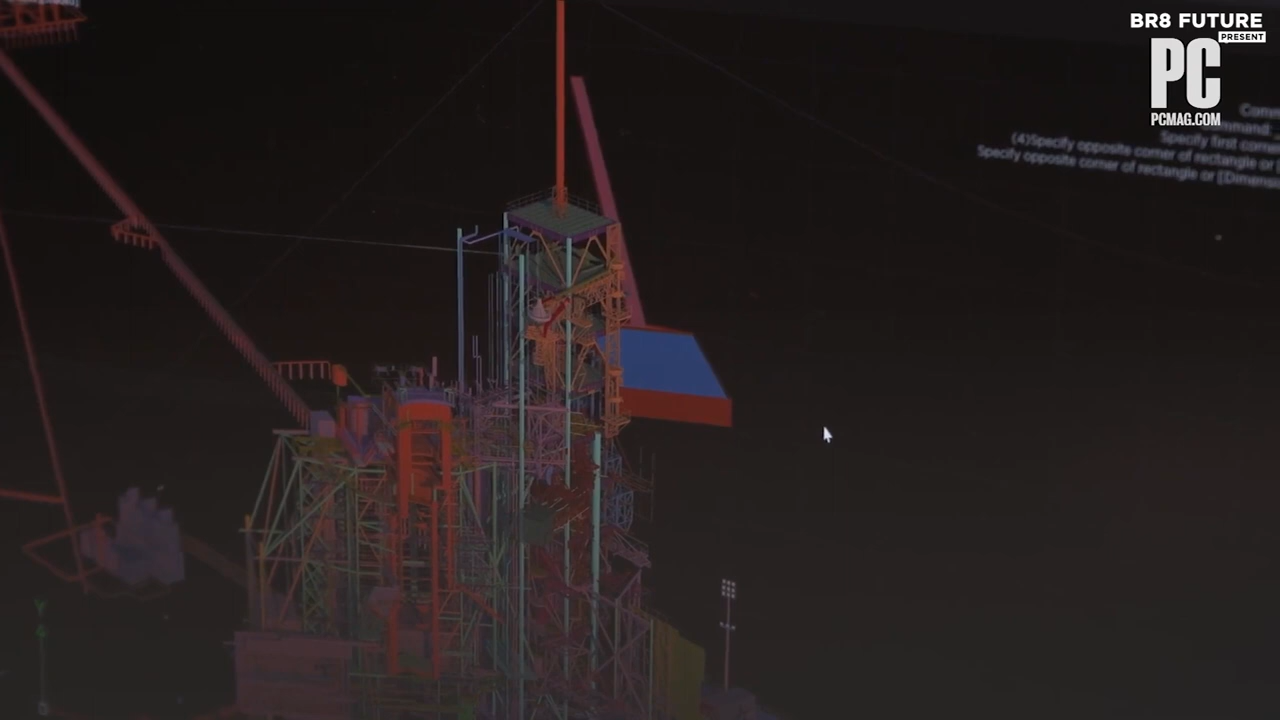 BR8 FUTURE
PRESENT
PC
PCMAG.COM
Specify first corner
(4)Specify opposite corner of rectangle or [
Specify opposite corner of rectangle or [Dimensi